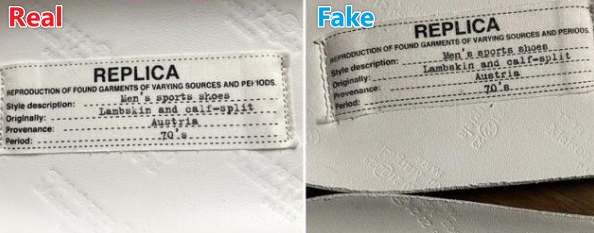 Real
REPLICA
REPRODUCTION OF FOUND GARMENTS OF VARYING SOURCES AND PERIODS.
Style description: Men's sports shoes
Originally: Lambskin and calf-split
Provenance: Austria
Period: 70's
Fake
REPLICA
REPRODUCTION OF FOUND GARMENTS OF VARYING SOURCES AND PERIODS.
Style description: Men's sports shoes
Originally: Lambskin and calf-split
Provenance: Austria
Period: 70's